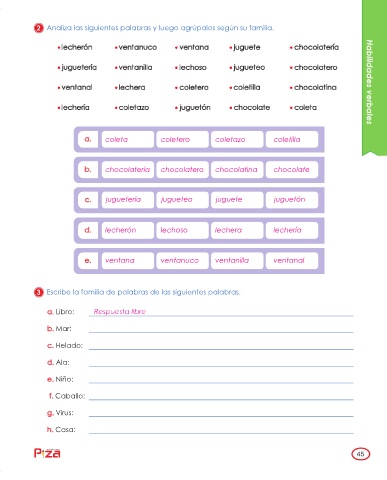 2 Analiza las siguientes palabras y luego agrúpalos según su familia.
• lecherón • ventanuco • ventana • juguete • chocolatería
• juguetería • ventanilla • lechoso • jugueteo • chocolatero
• ventanal • lechera • coletero • coletilla • chocolatina
• lechería • coletazo • juguetón • chocolate • coleta
a. coleta coletero coletazo coletilla
b. chocolatería chocolatero chocolatina chocolate
c. juguetería jugueteo juguete juguetón
d. lecherón lechoso lechera lechería
e. ventana ventanuco ventanilla ventanal
3 Escribe la familia de palabras de las siguientes palabras.
a. Libro: Respuesta libre
b. Mar:
c. Helado:
d. Ala:
e. Niño:
f. Caballo:
g. Virus:
h. Casa:
Habilidades verbales
Pizá
45